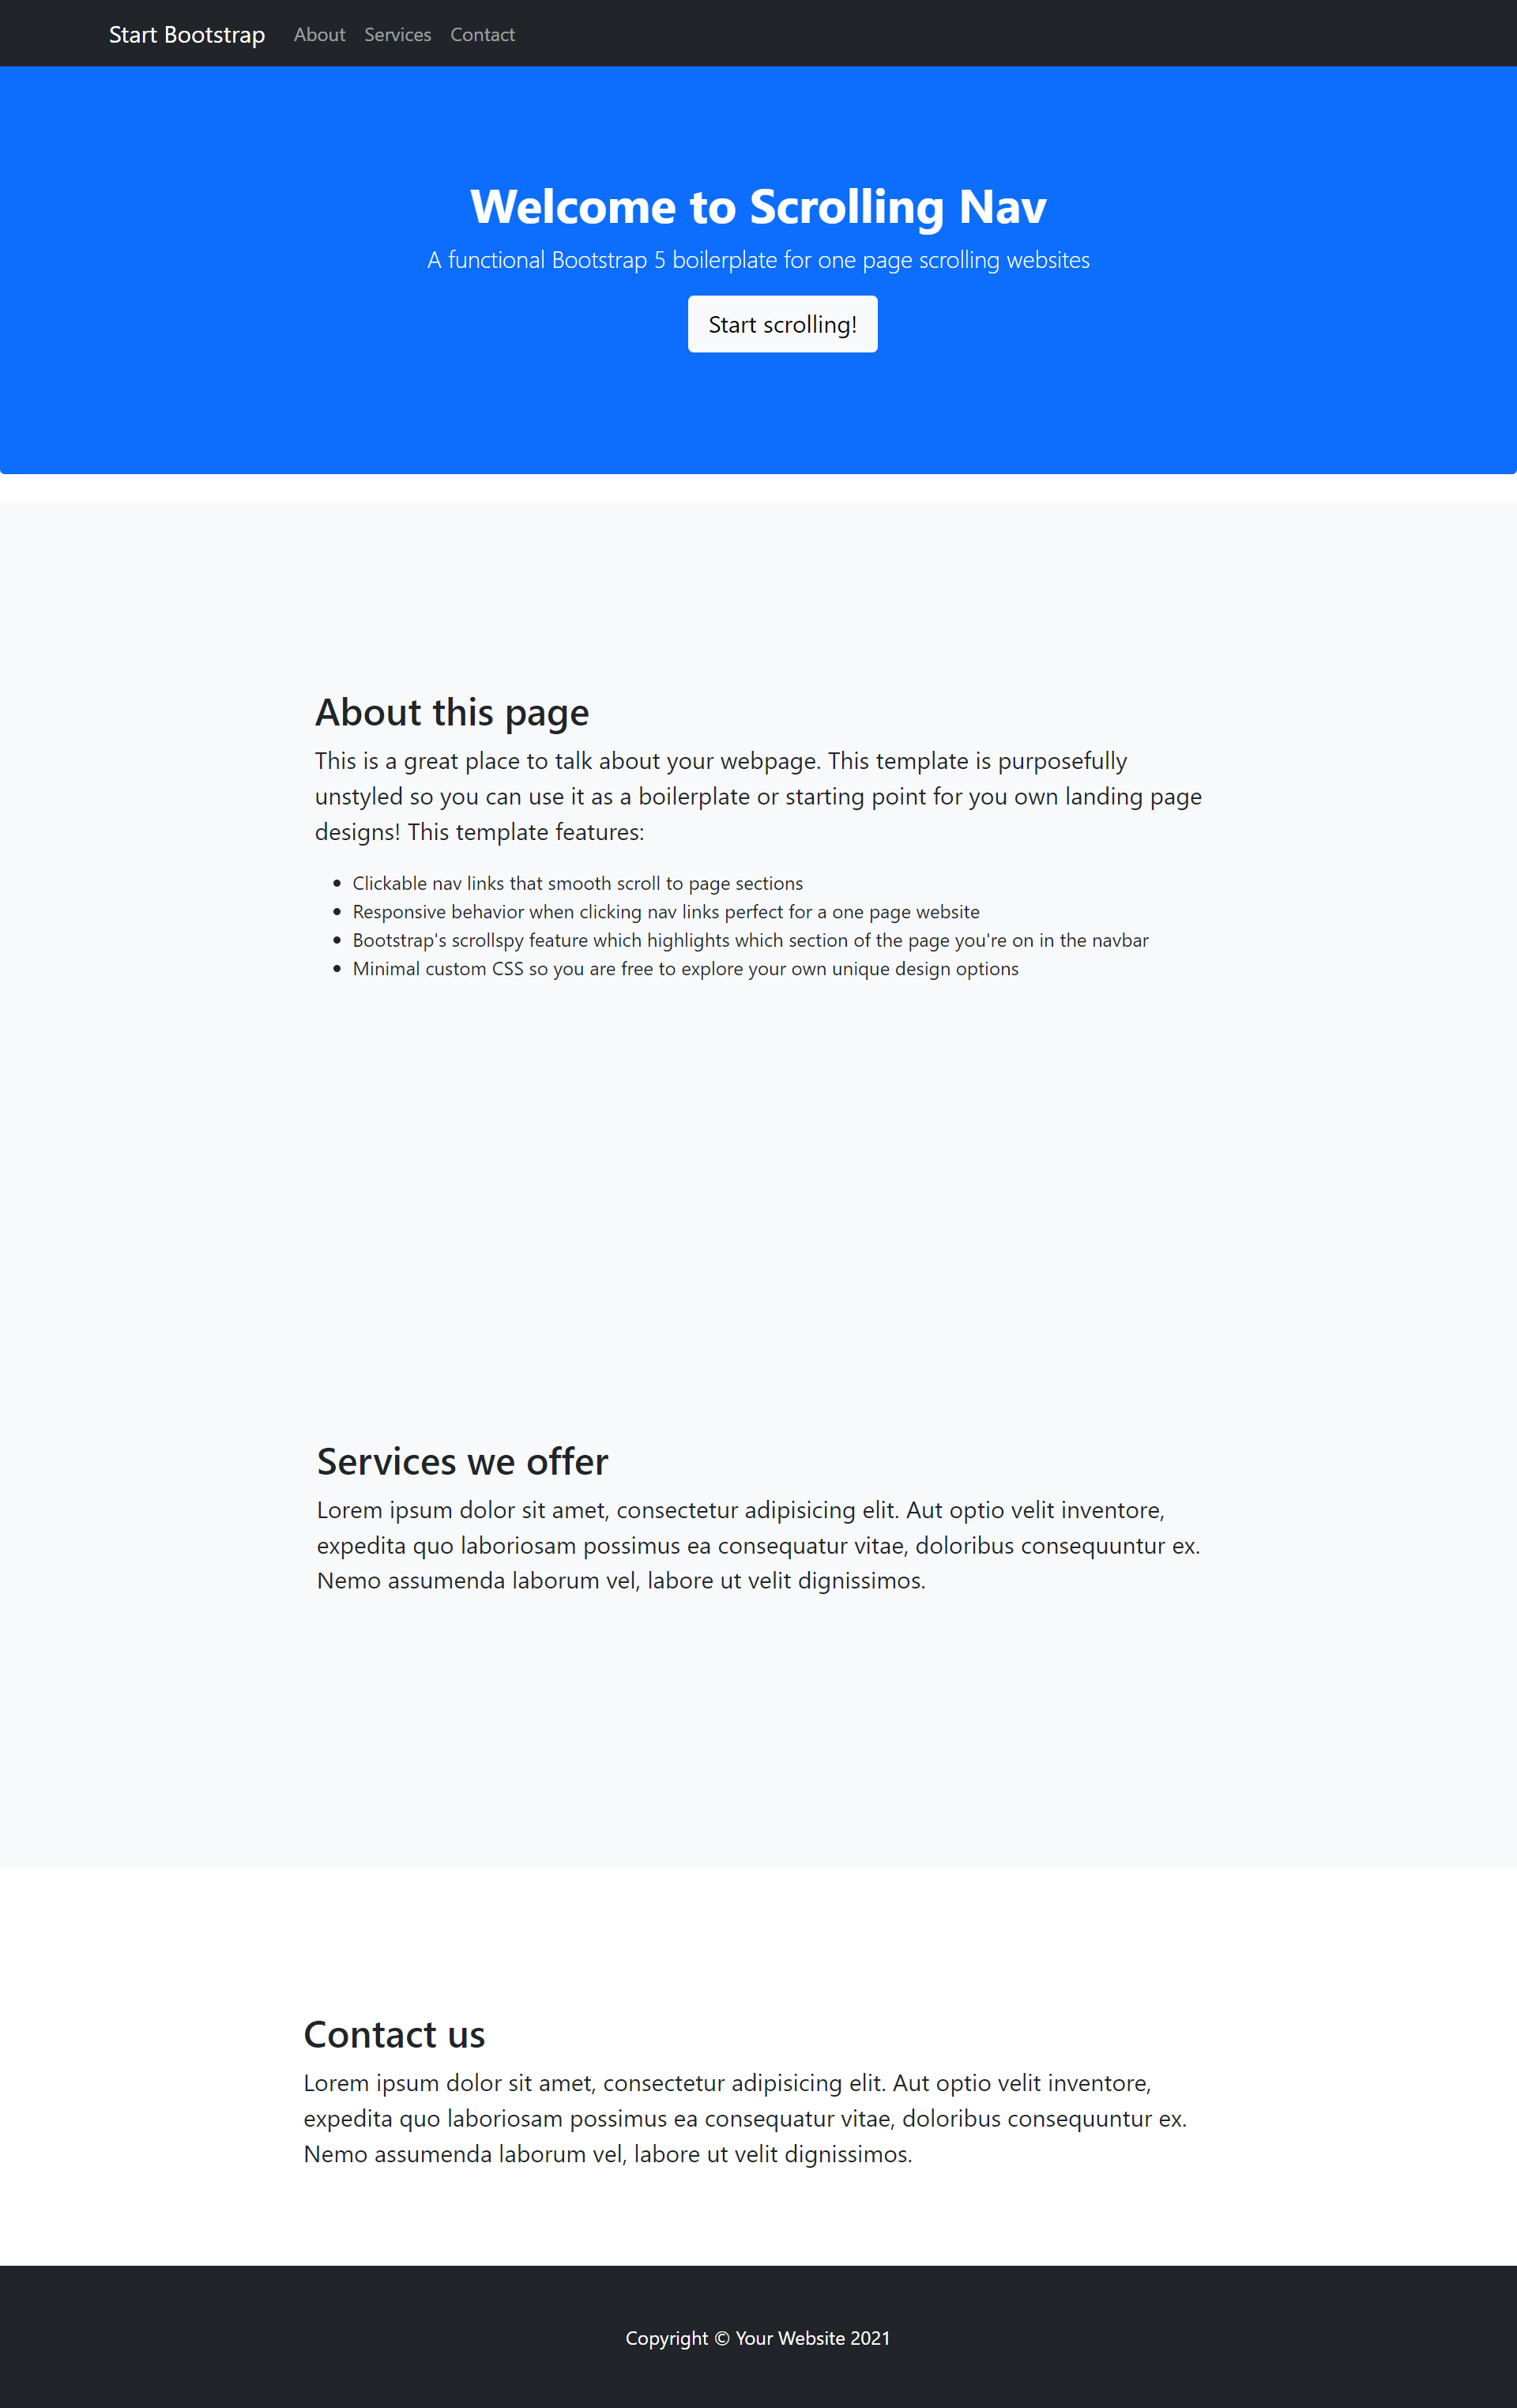 Start Bootstrap About Services Contact
Welcome to Scrolling Nav
A functional Bootstrap 5 boilerplate for one page scrolling websites
Start scrolling!
About this page
This is a great place to talk about your webpage. This template is purposefully
unstyled so you can use it as a boilerplate or starting point for you own landing page
designs! This template features:
• Clickable nav links that smooth scroll to page sections
• Responsive behavior when clicking nav links perfect for a one page website
• Bootstrap's scrollspy feature which highlights which section of the page you're on in the navbar
• Minimal custom CSS so you are free to explore your own unique design options
Services we offer
Lorem ipsum dolor sit amet, consectetur adipisicing elit. Aut optio velit inventore,
expedita quo laboriosam possimus ea consequatur vitae, doloribus consequuntur ex.
Nemo assumenda laborum vel, labore ut velit dignissimos.
Contact us
Lorem ipsum dolor sit amet, consectetur adipisicing elit. Aut optio velit inventore,
expedita quo laboriosam possimus ea consequatur vitae, doloribus consequuntur ex.
Nemo assumenda laborum vel, labore ut velit dignissimos.
Copyright © Your Website 2021